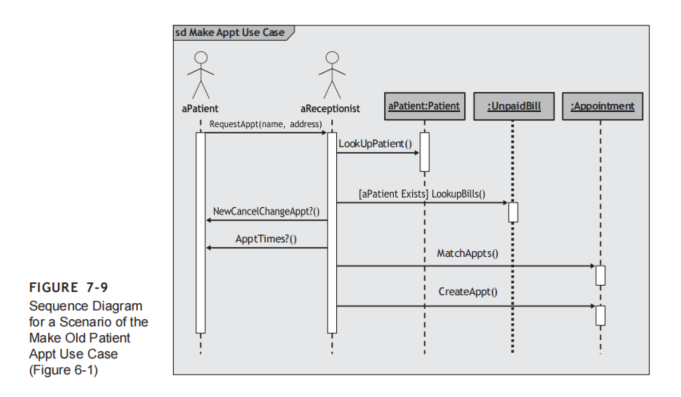 sd Make Appt Use Case
aPatient
aReceptionist
aPatient:Patient
:UnpaidBill
:Appointment
RequestAppt(name, address)
LookUpPatient()
[aPatient Exists] LookupBills()
NewCancelChangeAppt?()
ApptTimes?()
MatchAppts()
CreateAppt()
FIGURE 7-9
Sequence Diagram
for a Scenario of the
Make Old Patient
Appt Use Case
(Figure 6-1)